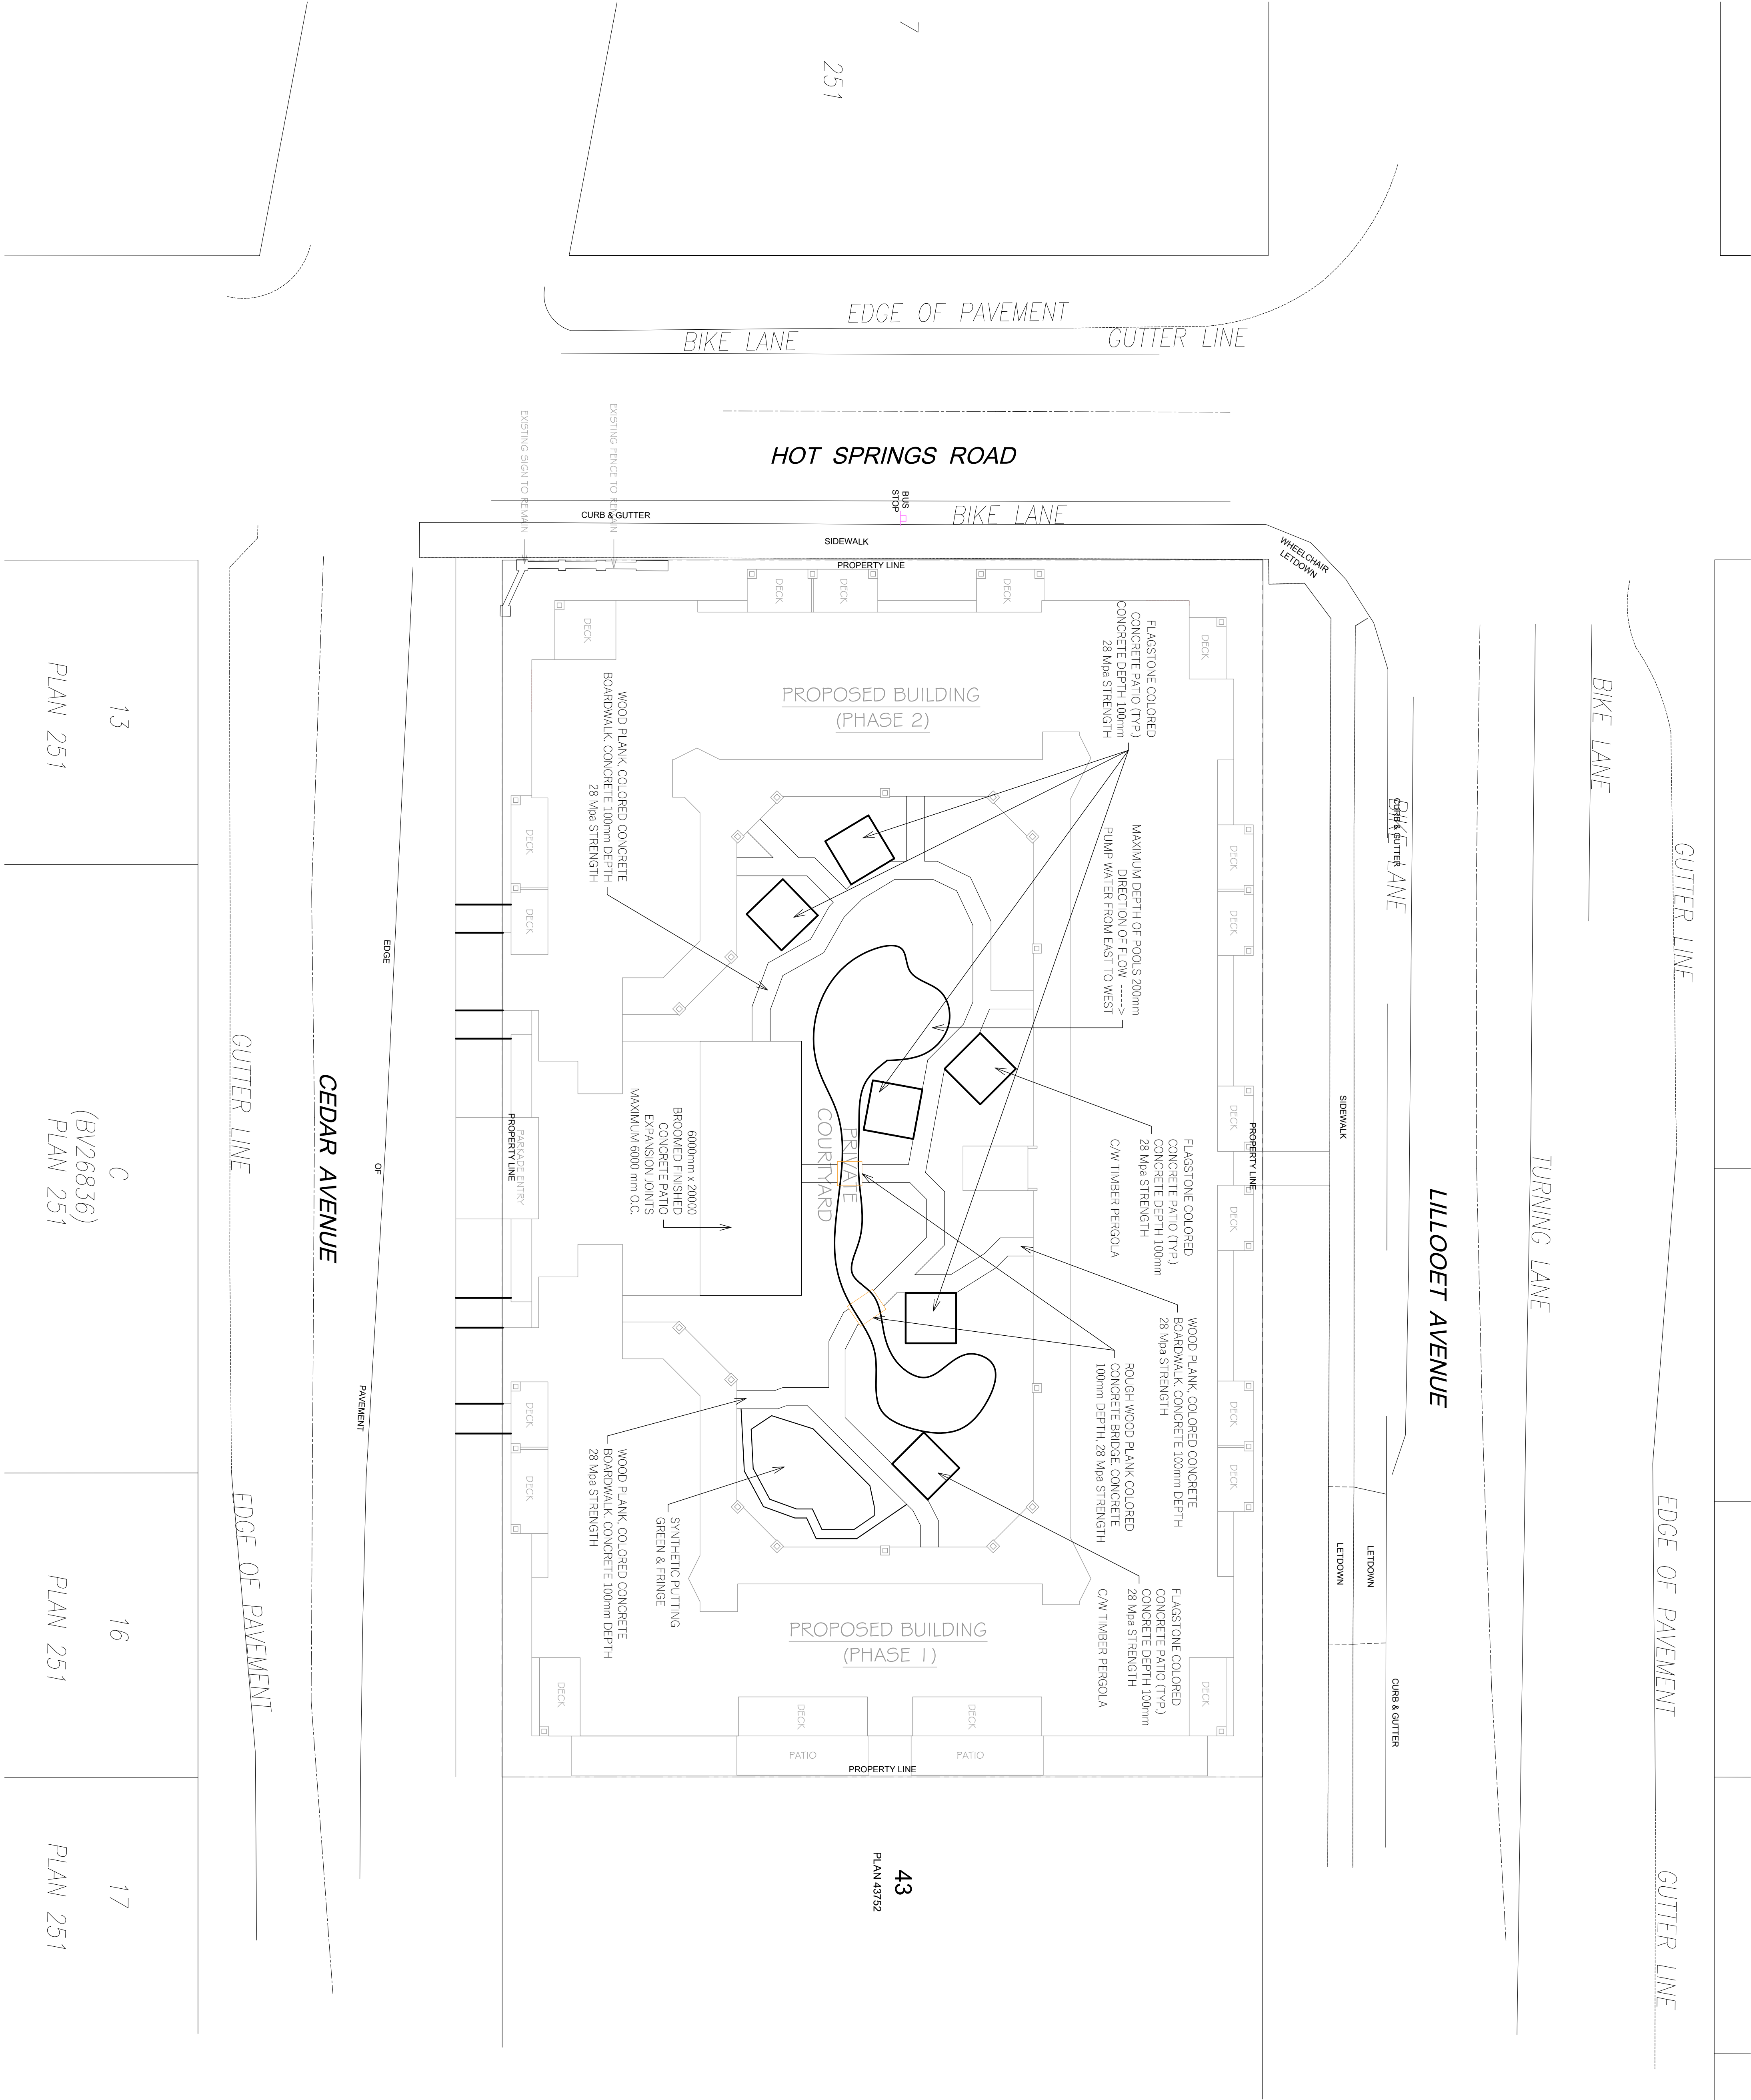 7
251
EDGE OF PAVEMENT
BIKE LANE
GUTTER LINE
HOT SPRINGS ROAD
EXISTING SIGN TO REMAIN
EXISTING FENCE TO REMAIN
BUS
STOP
CURB & GUTTER
BIKE LANE
SIDEWALK
WHEELCHAIR
LETDOWN
PROPERTY LINE
DECK
DECK
DECK
DECK
DECK
PROPOSED BUILDING
(PHASE 2)
FLAGSTONE COLORED
CONCRETE PATIO (TYP.)
CONCRETE DEPTH 100mm
28 Mpa STRENGTH
WOOD PLANK, COLORED CONCRETE
BOARDWALK. CONCRETE 100mm DEPTH
28 Mpa STRENGTH
MAXIMUM DEPTH OF POOLS 200mm
DIRECTION OF FLOW ----->
PUMP WATER FROM EAST TO WEST
DECK
DECK
DECK
DECK
DECK
DECK
DECK
DECK
PRIVATE
COURTYARD
6000mm x 20000
BROOMED FINISHED
CONCRETE PATIO
EXPANSION JOINTS
MAXIMUM 6000 mm O.C.
FLAGSTONE COLORED
CONCRETE PATIO (TYP.)
CONCRETE DEPTH 100mm
28 Mpa STRENGTH
C/W TIMBER PERGOLA
PARKADE ENTRY
PROPERTY LINE
PROPERTY LINE
WOOD PLANK, COLORED CONCRETE
BOARDWALK. CONCRETE 100mm DEPTH
28 Mpa STRENGTH
ROUGH WOOD PLANK COLORED
CONCRETE BRIDGE. CONCRETE
100mm DEPTH, 28 Mpa STRENGTH
WOOD PLANK, COLORED CONCRETE
BOARDWALK. CONCRETE 100mm DEPTH
28 Mpa STRENGTH
SYNTHETIC PUTTING
GREEN & FRINGE
FLAGSTONE COLORED
CONCRETE PATIO (TYP.)
CONCRETE DEPTH 100mm
28 Mpa STRENGTH
C/W TIMBER PERGOLA
DECK
DECK
PROPOSED BUILDING
(PHASE 1)
DECK
DECK
DECK
DECK
PATIO
PATIO
PROPERTY LINE
43
PLAN 43752
CEDAR AVENUE
EDGE
OF
PAVEMENT
GUTTER LINE
EDGE OF PAVEMENT
13
PLAN 251
C
(BV26836)
PLAN 251
16
PLAN 251
17
PLAN 251
LILLOOET AVENUE
SIDEWALK
LETDOWN
LETDOWN
CURB & GUTTER
CURB & GUTTER
BIKE LANE
BIKE LANE
TURNING LANE
GUTTER LINE
EDGE OF PAVEMENT
GUTTER LINE